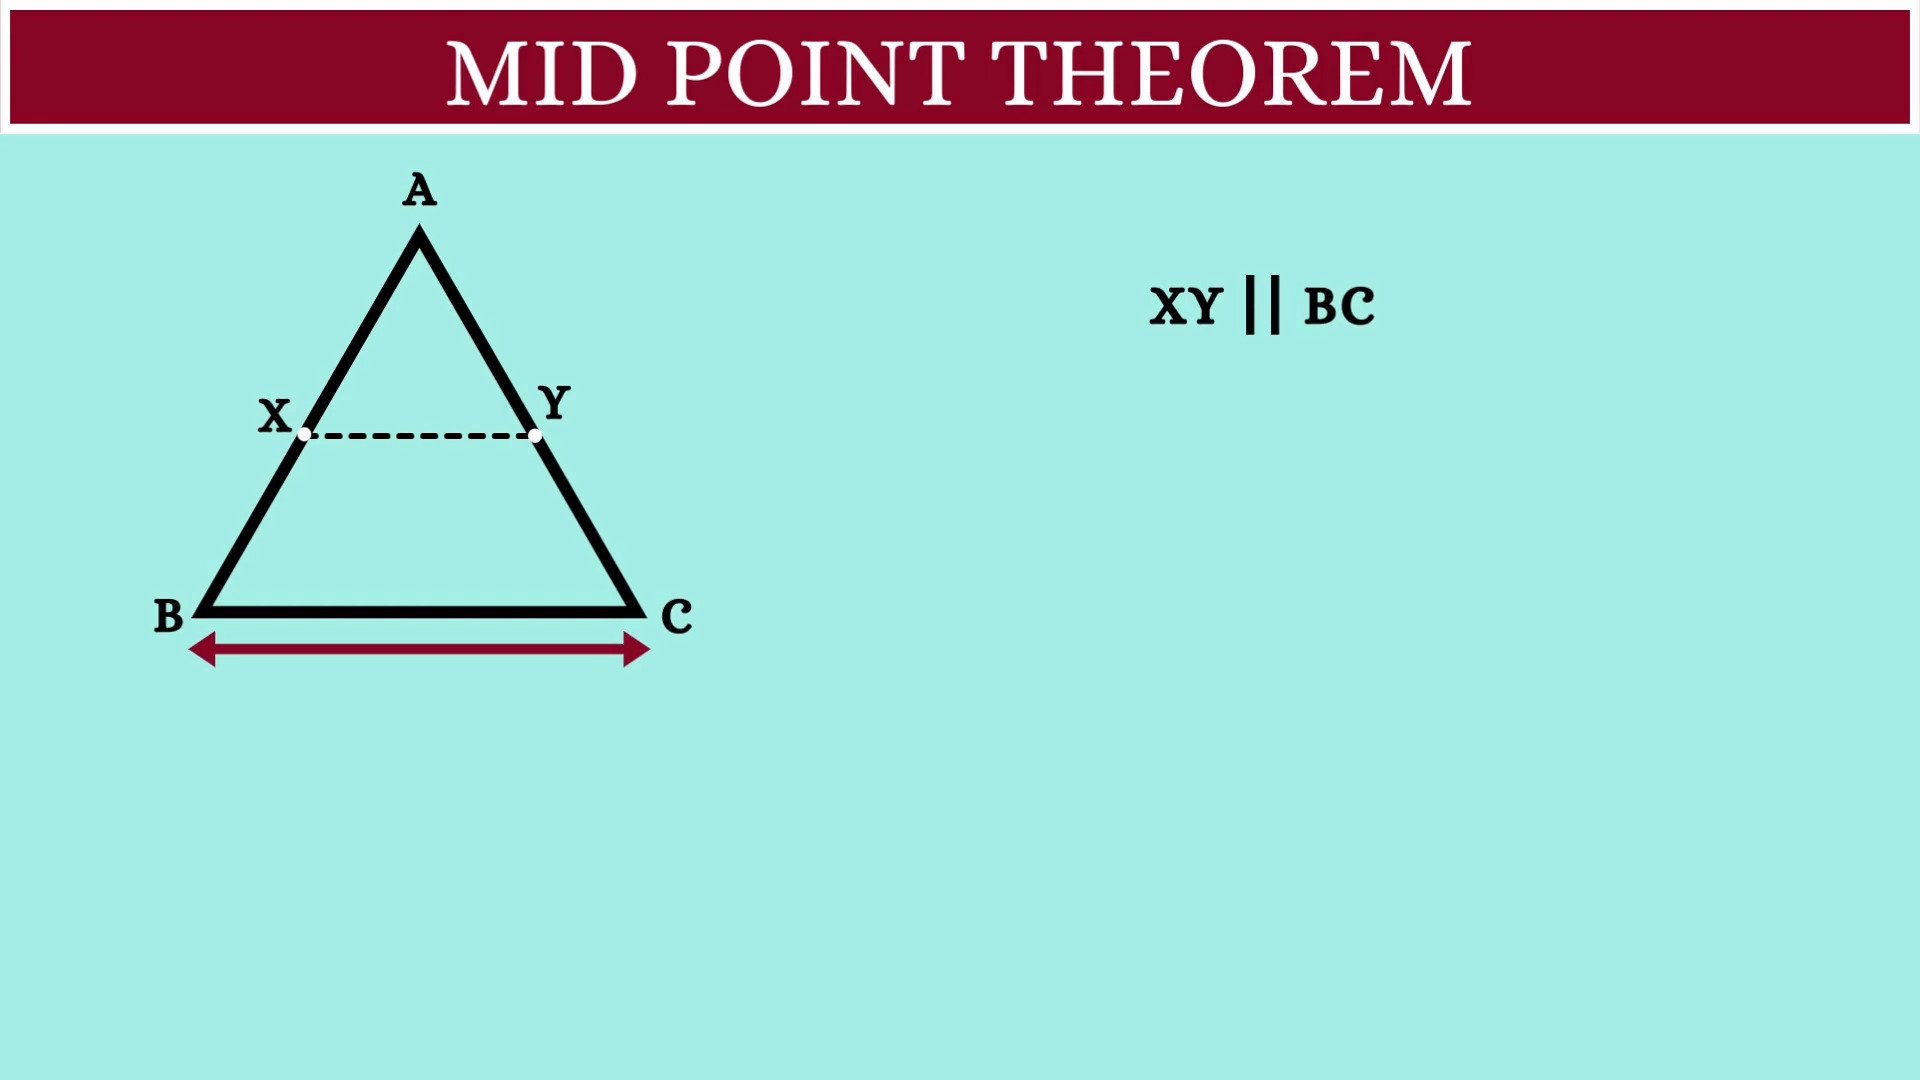 MID POINT THEOREM
A
XY || BC
X
Y
B
C